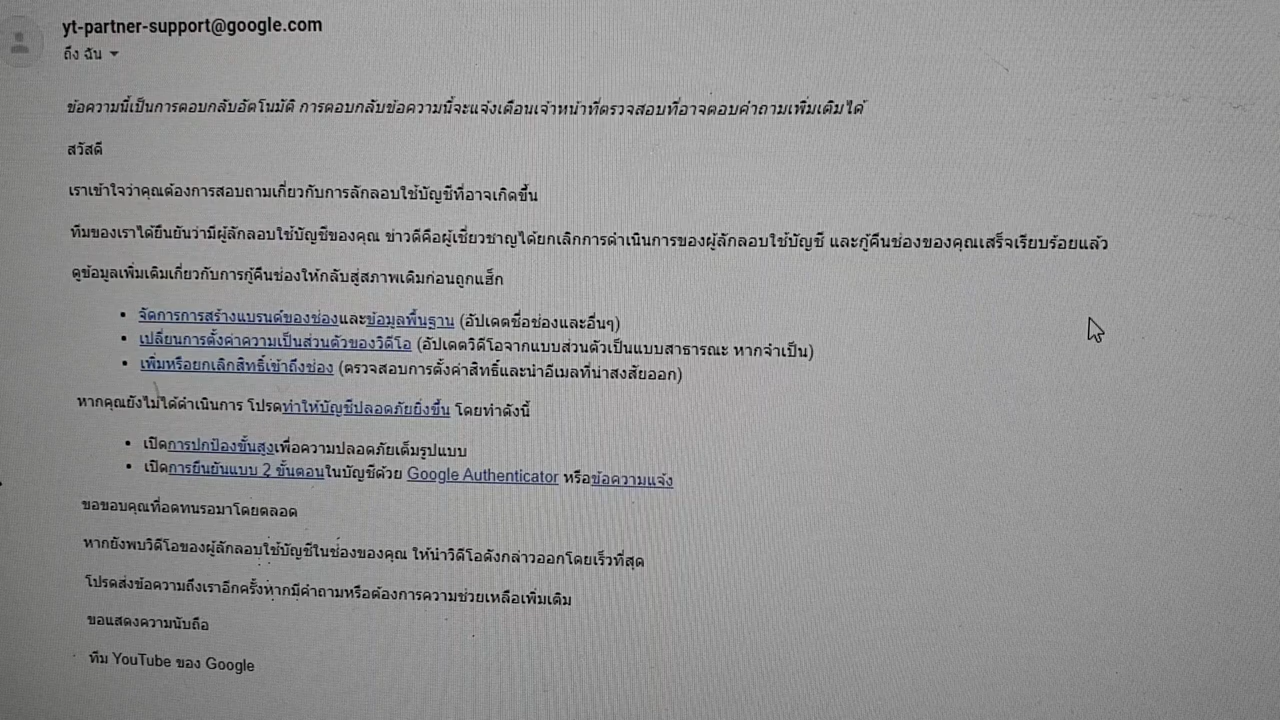 yt-partner-support@google.com
ถึง ฉัน
ข้อความนี้เป็นการตอบกลับอัตโนมัติ การตอบกลับข้อความนี้จะแจ้งเตือนเจ้าหน้าที่ตรวจสอบที่อาจตอบคำถามเพิ่มเติมได้
สวัสดี
เราเข้าใจว่าคุณต้องการสอบถามเกี่ยวกับการลักลอบใช้บัญชีที่อาจเกิดขึ้น
ทีมของเราได้ยืนยันว่ามีผู้ลักลอบใช้บัญชีของคุณ ข่าวดีคือผู้เชี่ยวชาญได้ยกเลิกการดำเนินการของผู้ลักลอบใช้บัญชี และกู้คืนช่องของคุณเสร็จเรียบร้อยแล้ว
ดูข้อมูลเพิ่มเติมเกี่ยวกับการกู้คืนช่องให้กลับสู่สภาพเดิมก่อนถูกแฮ็ก
• จัดการการสร้างแบรนด์ของช่องและข้อมูลพื้นฐาน (อัปเดตชื่อช่องและอื่นๆ)
• เปลี่ยนการตั้งค่าความเป็นส่วนตัวของวิดีโอ (อัปเดตวิดีโอจากแบบส่วนตัวเป็นแบบสาธารณะ หากจำเป็น)
• เพิ่มหรือยกเลิกสิทธิ์เข้าถึงช่อง (ตรวจสอบการตั้งค่าสิทธิ์และนำอีเมลที่น่าสงสัยออก)
หากคุณยังไม่ได้ดำเนินการ โปรดทำให้บัญชีปลอดภัยยิ่งขึ้น โดยทำดังนี้
• เปิดการปกป้องขั้นสูงเพื่อความปลอดภัยเต็มรูปแบบ
• เปิดการยืนยันแบบ 2 ขั้นตอนในบัญชีด้วย Google Authenticator หรือข้อความแจ้ง
ขอขอบคุณที่อดทนรอมาโดยตลอด
หากยังพบวิดีโอของผู้ลักลอบใช้บัญชีในช่องของคุณ ให้นำวิดีโอดังกล่าวออกโดยเร็วที่สุด
โปรดส่งข้อความถึงเราอีกครั้งหากมีคำถามหรือต้องการความช่วยเหลือเพิ่มเติม
ขอแสดงความนับถือ
ทีม YouTube ของ Google